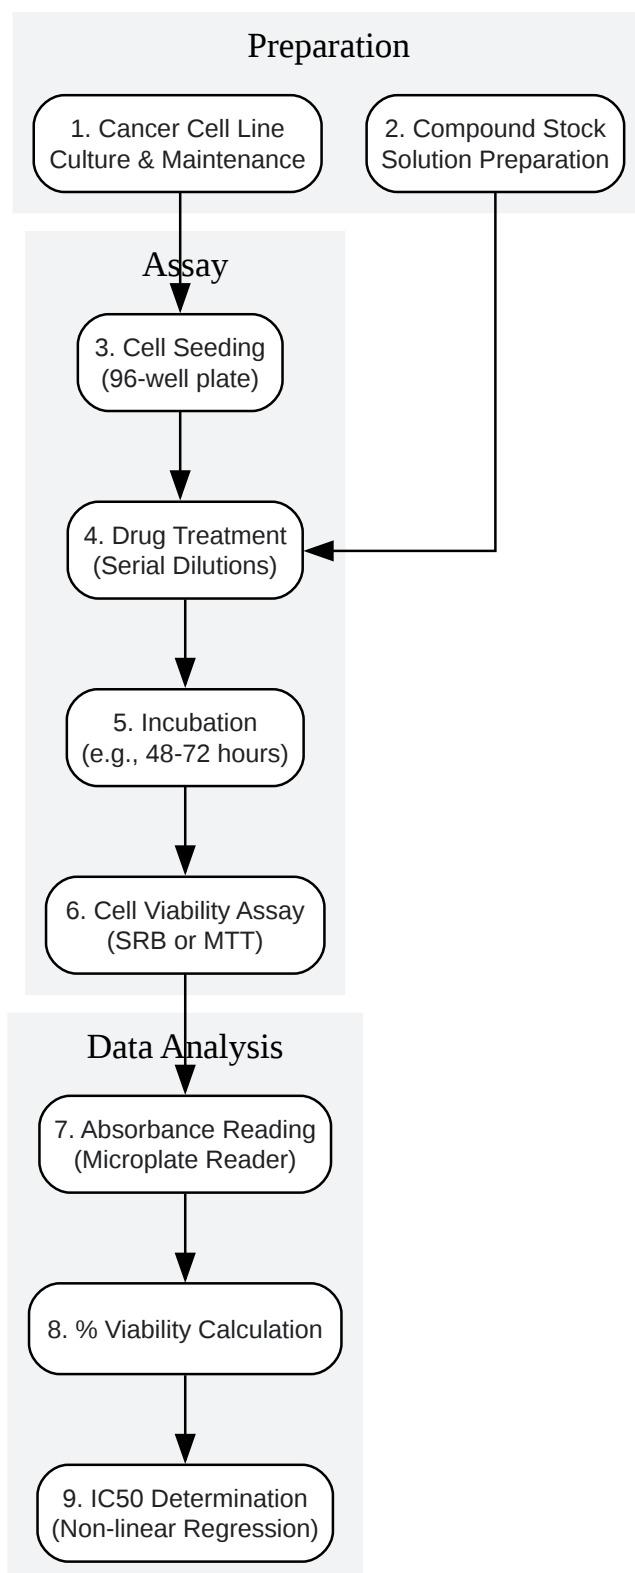 Preparation
1. Cancer Cell Line
Culture & Maintenance
2. Compound Stock
Solution Preparation
Assay
3. Cell Seeding
(96-well plate)
4. Drug Treatment
(Serial Dilutions)
5. Incubation
(e.g., 48-72 hours)
6. Cell Viability Assay
(SRB or MTT)
Data Analysis
7. Absorbance Reading
(Microplate Reader)
8. % Viability Calculation
9. IC50 Determination
(Non-linear Regression)